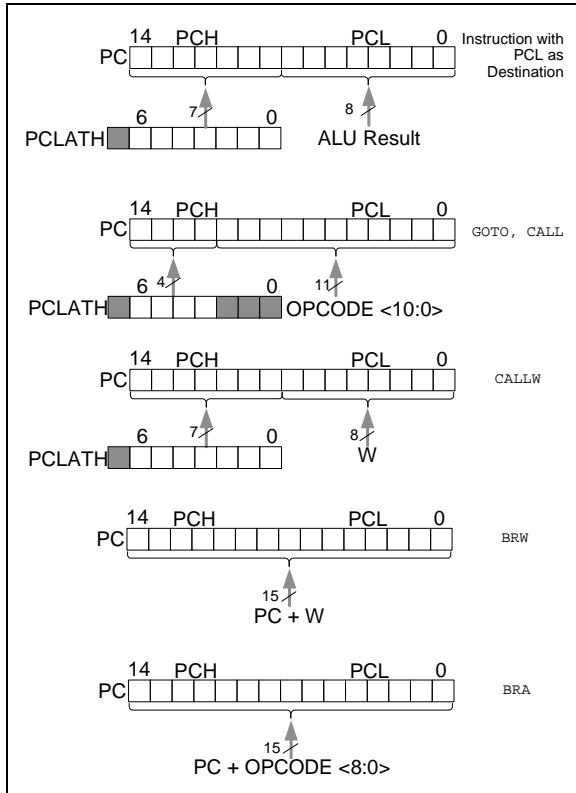 14 PCH PCL 0
PC
Instruction with
PCL as
Destination
7
8
6 0
PCLATH
ALU Result
14 PCH PCL 0
PC
GOTO, CALL
4
11
6 0
PCLATH
OPCODE <10:0>
14 PCH PCL 0
PC
CALLW
7
8
6 0
PCLATH
W
14 PCH PCL 0
PC
BRW
15
PC + W
14 PCH PCL 0
PC
BRA
15
PC + OPCODE <8:0>